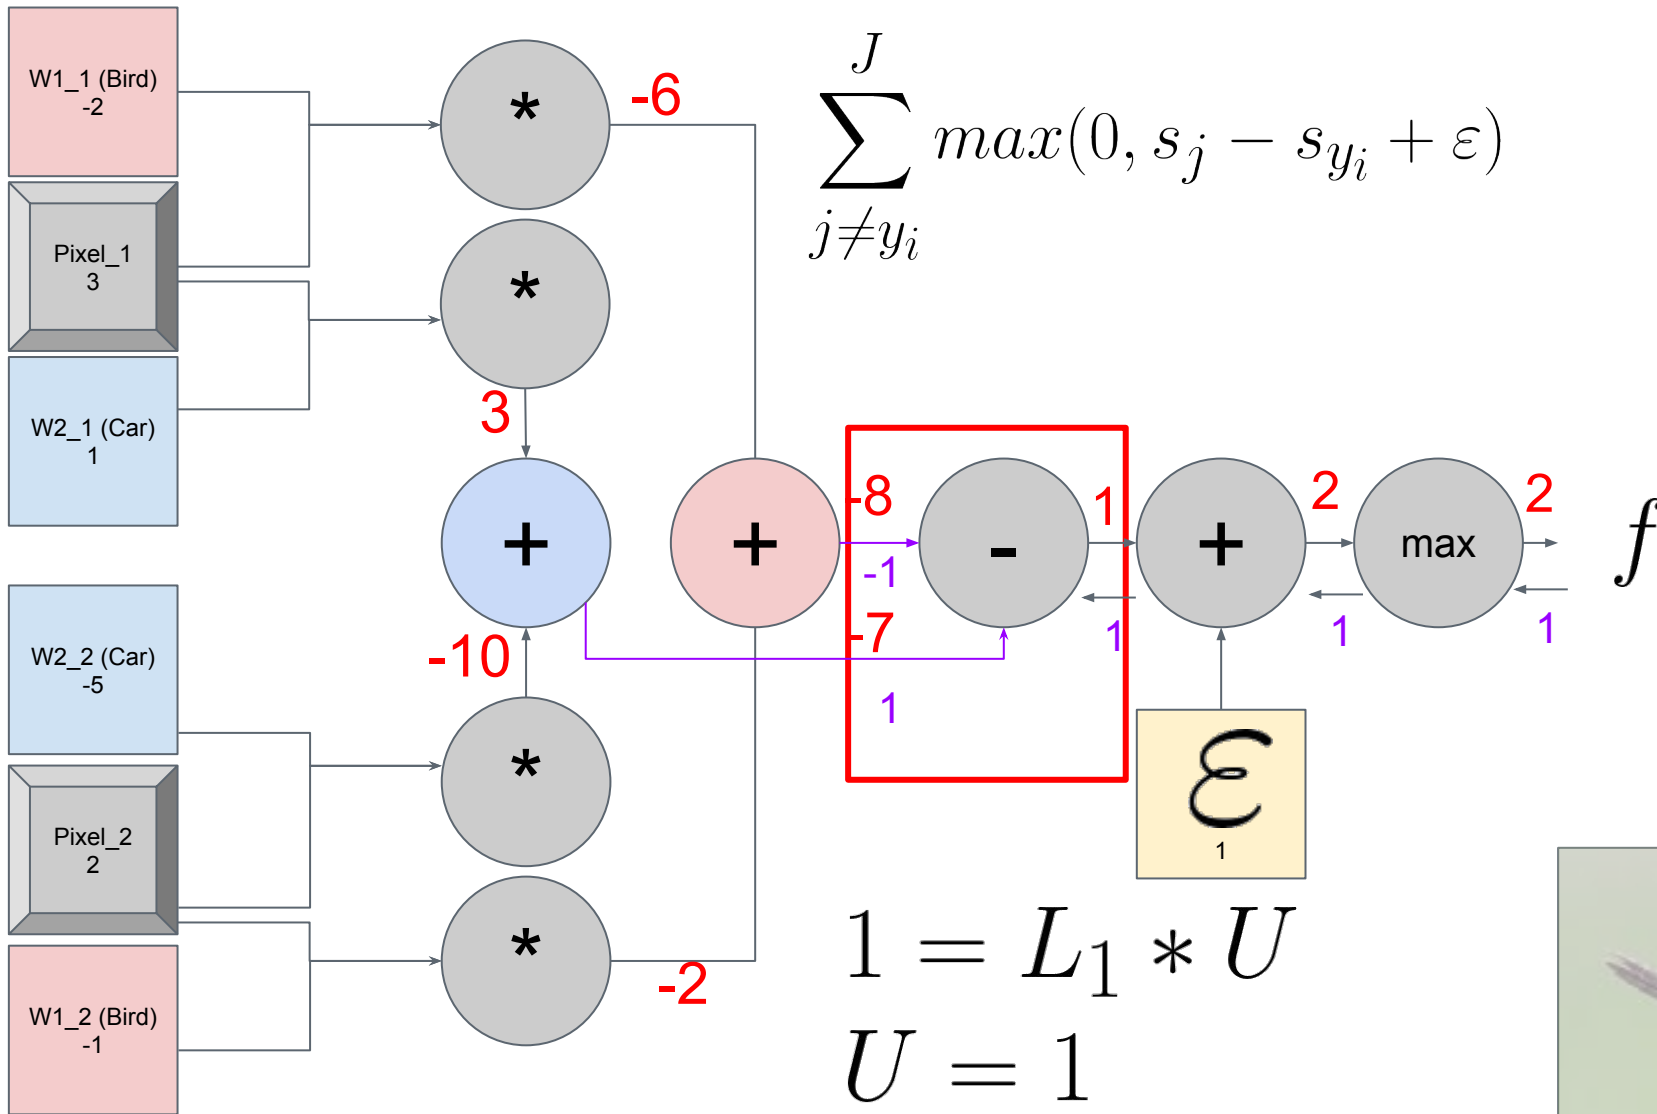 W1_1 (Bird)
-2
*
-6
J
∑ max(0, s_j − s_{y_i} + ε)
j≠y_i
Pixel_1
3
*
W2_1 (Car)
1
3
+
+
-8
-
1
+
2
max
2
f
-1
1
1
1
-7
1
-10
W2_2 (Car)
-5
*
ε
1
Pixel_2
2
*
-2
W1_2 (Bird)
-1
1 = L_1 * U
U = 1